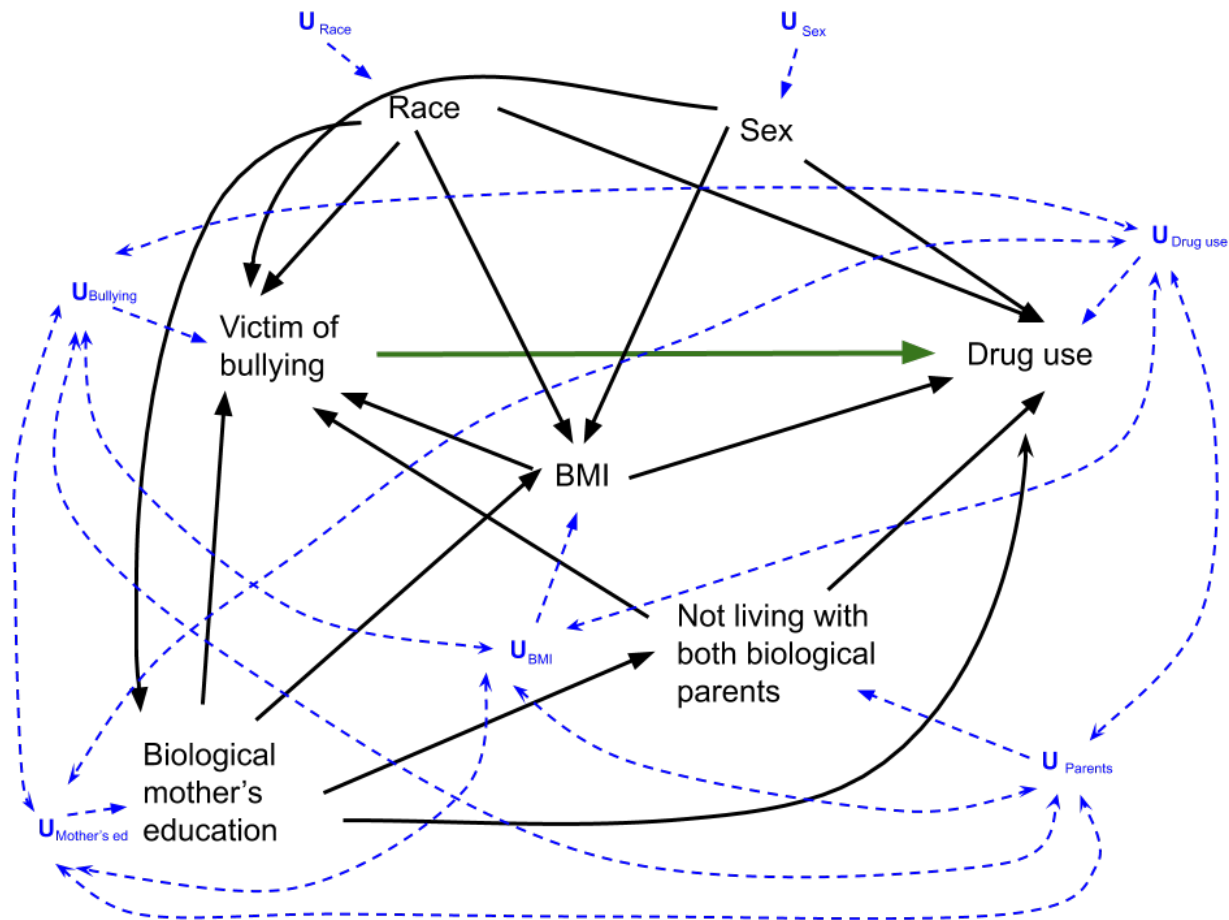 U Race
U Sex
Race
Sex
U Drug use
U Bullying
Victim of
bullying
Drug use
BMI
Not living with
both biological
parents
U BMI
Biological
mother's
education
U Parents
U Mother's ed